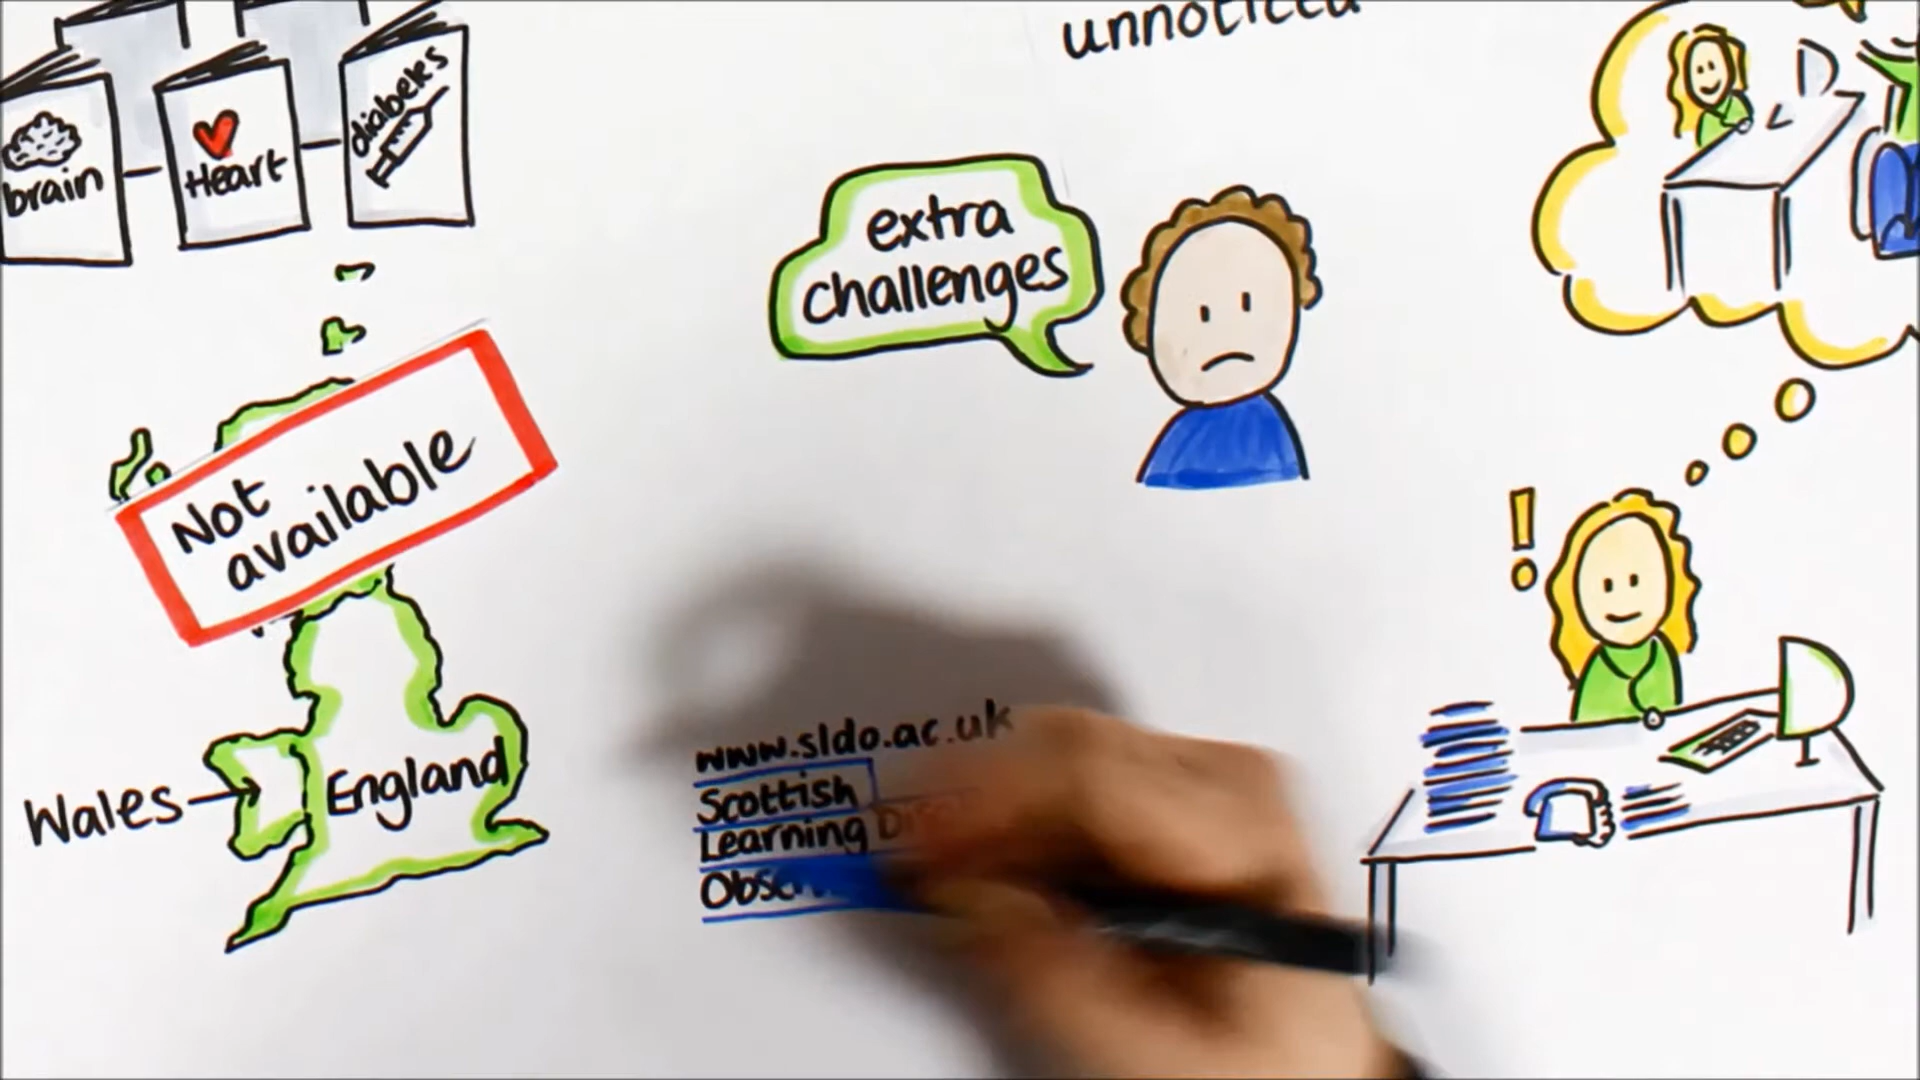 unnoticed
brain
Heart
diabetes
extra
challenges
Not
available
Wales
England
www.sldo.ac.uk
Scottish
Learning